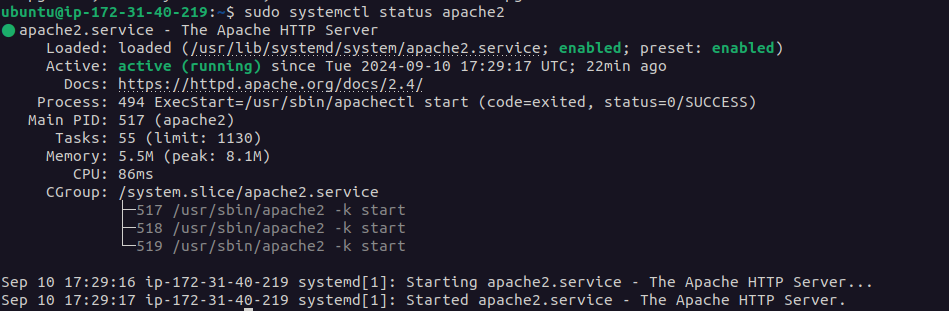 ubuntu@ip-172-31-40-219:~$ sudo systemctl status apache2
● apache2.service - The Apache HTTP Server
Loaded: loaded (/usr/lib/systemd/system/apache2.service; enabled; preset: enabled)
Active: active (running) since Tue 2024-09-10 17:29:17 UTC; 22min ago
Docs: https://httpd.apache.org/docs/2.4/
Process: 494 ExecStart=/usr/sbin/apachectl start (code=exited, status=0/SUCCESS)
Main PID: 517 (apache2)
Tasks: 55 (limit: 1130)
Memory: 5.5M (peak: 8.1M)
CPU: 86ms
CGroup: /system.slice/apache2.service
├─517 /usr/sbin/apache2 -k start
├─518 /usr/sbin/apache2 -k start
└─519 /usr/sbin/apache2 -k start
Sep 10 17:29:16 ip-172-31-40-219 systemd[1]: Starting apache2.service - The Apache HTTP Server...
Sep 10 17:29:17 ip-172-31-40-219 systemd[1]: Started apache2.service - The Apache HTTP Server.